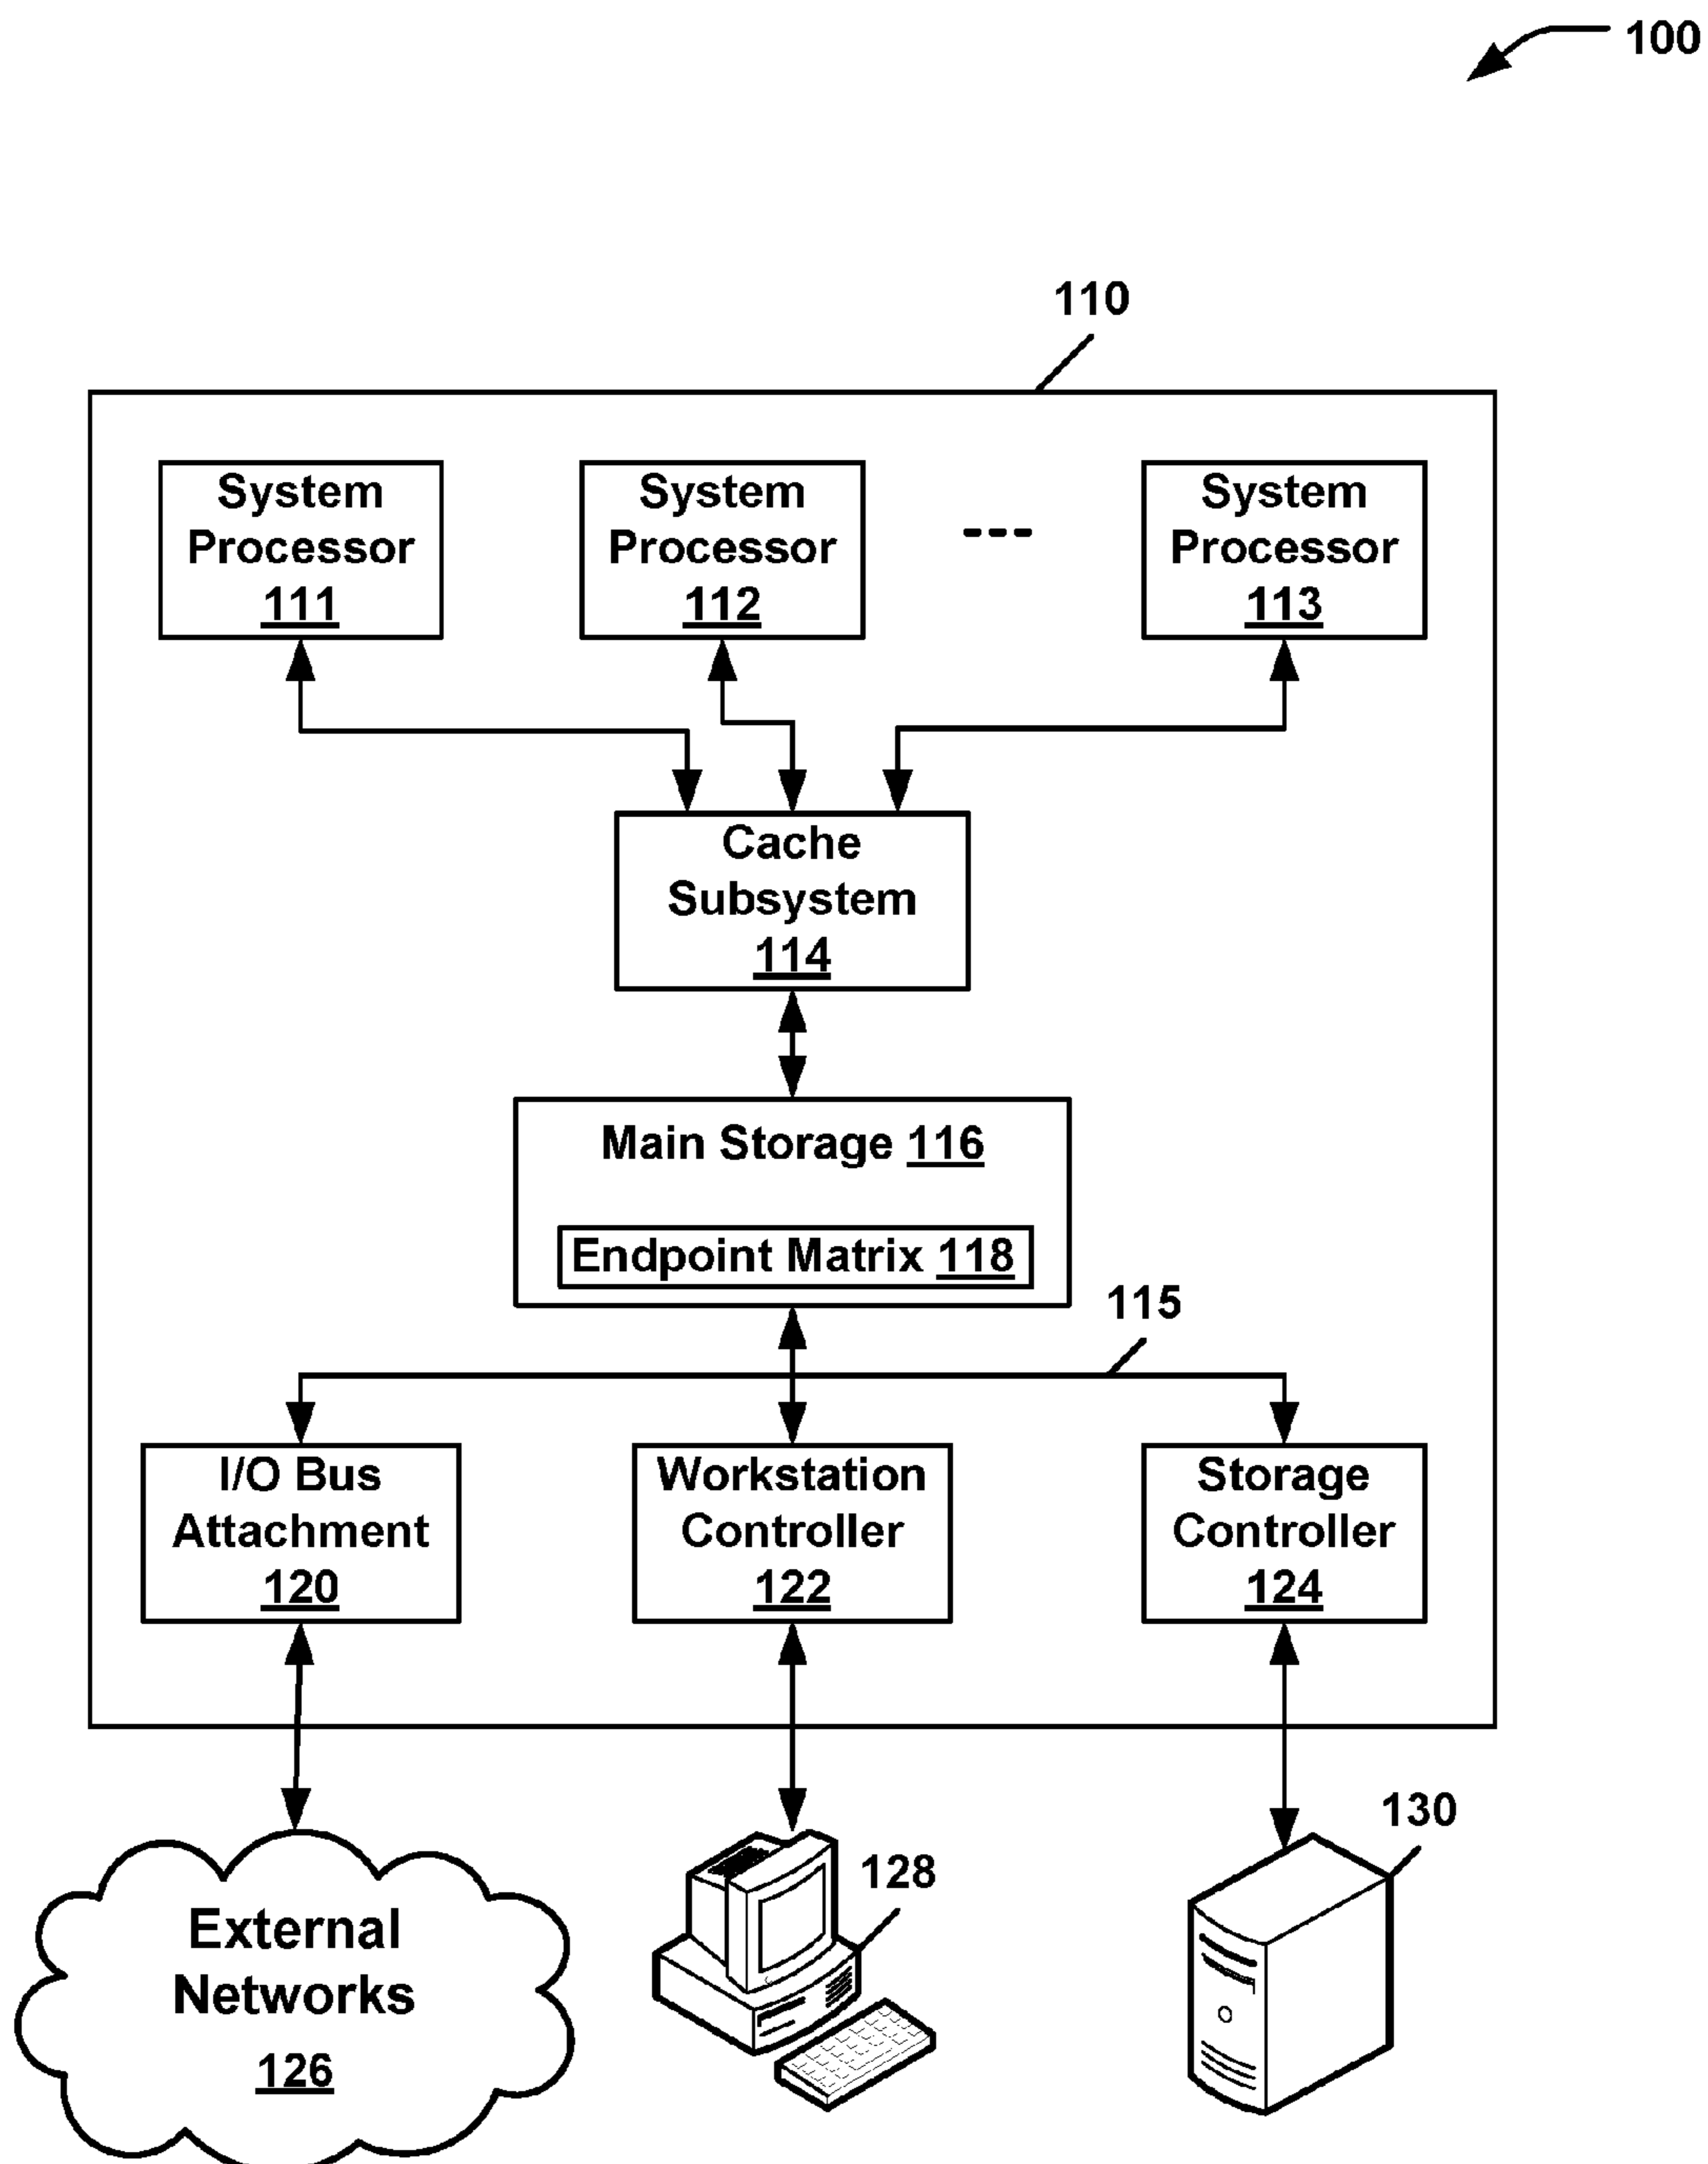 100
110
System
Processor
111
System
Processor
112
---
System
Processor
113
Cache
Subsystem
114
Main Storage 116
Endpoint Matrix 118
115
I/O Bus
Attachment
120
Workstation
Controller
122
Storage
Controller
124
External
Networks
126
128
130